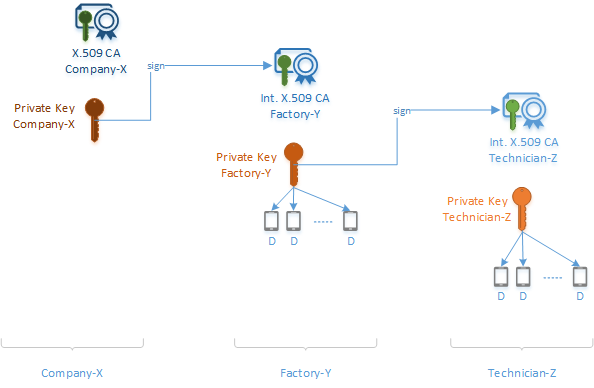 X.509 CA
Company-X
Private Key
Company-X
sign
Int. X.509 CA
Factory-Y
Private Key
Factory-Y
D
D
D
sign
Int. X.509 CA
Technician-Z
Private Key
Technician-Z
D
D
D
Company-X
Factory-Y
Technician-Z